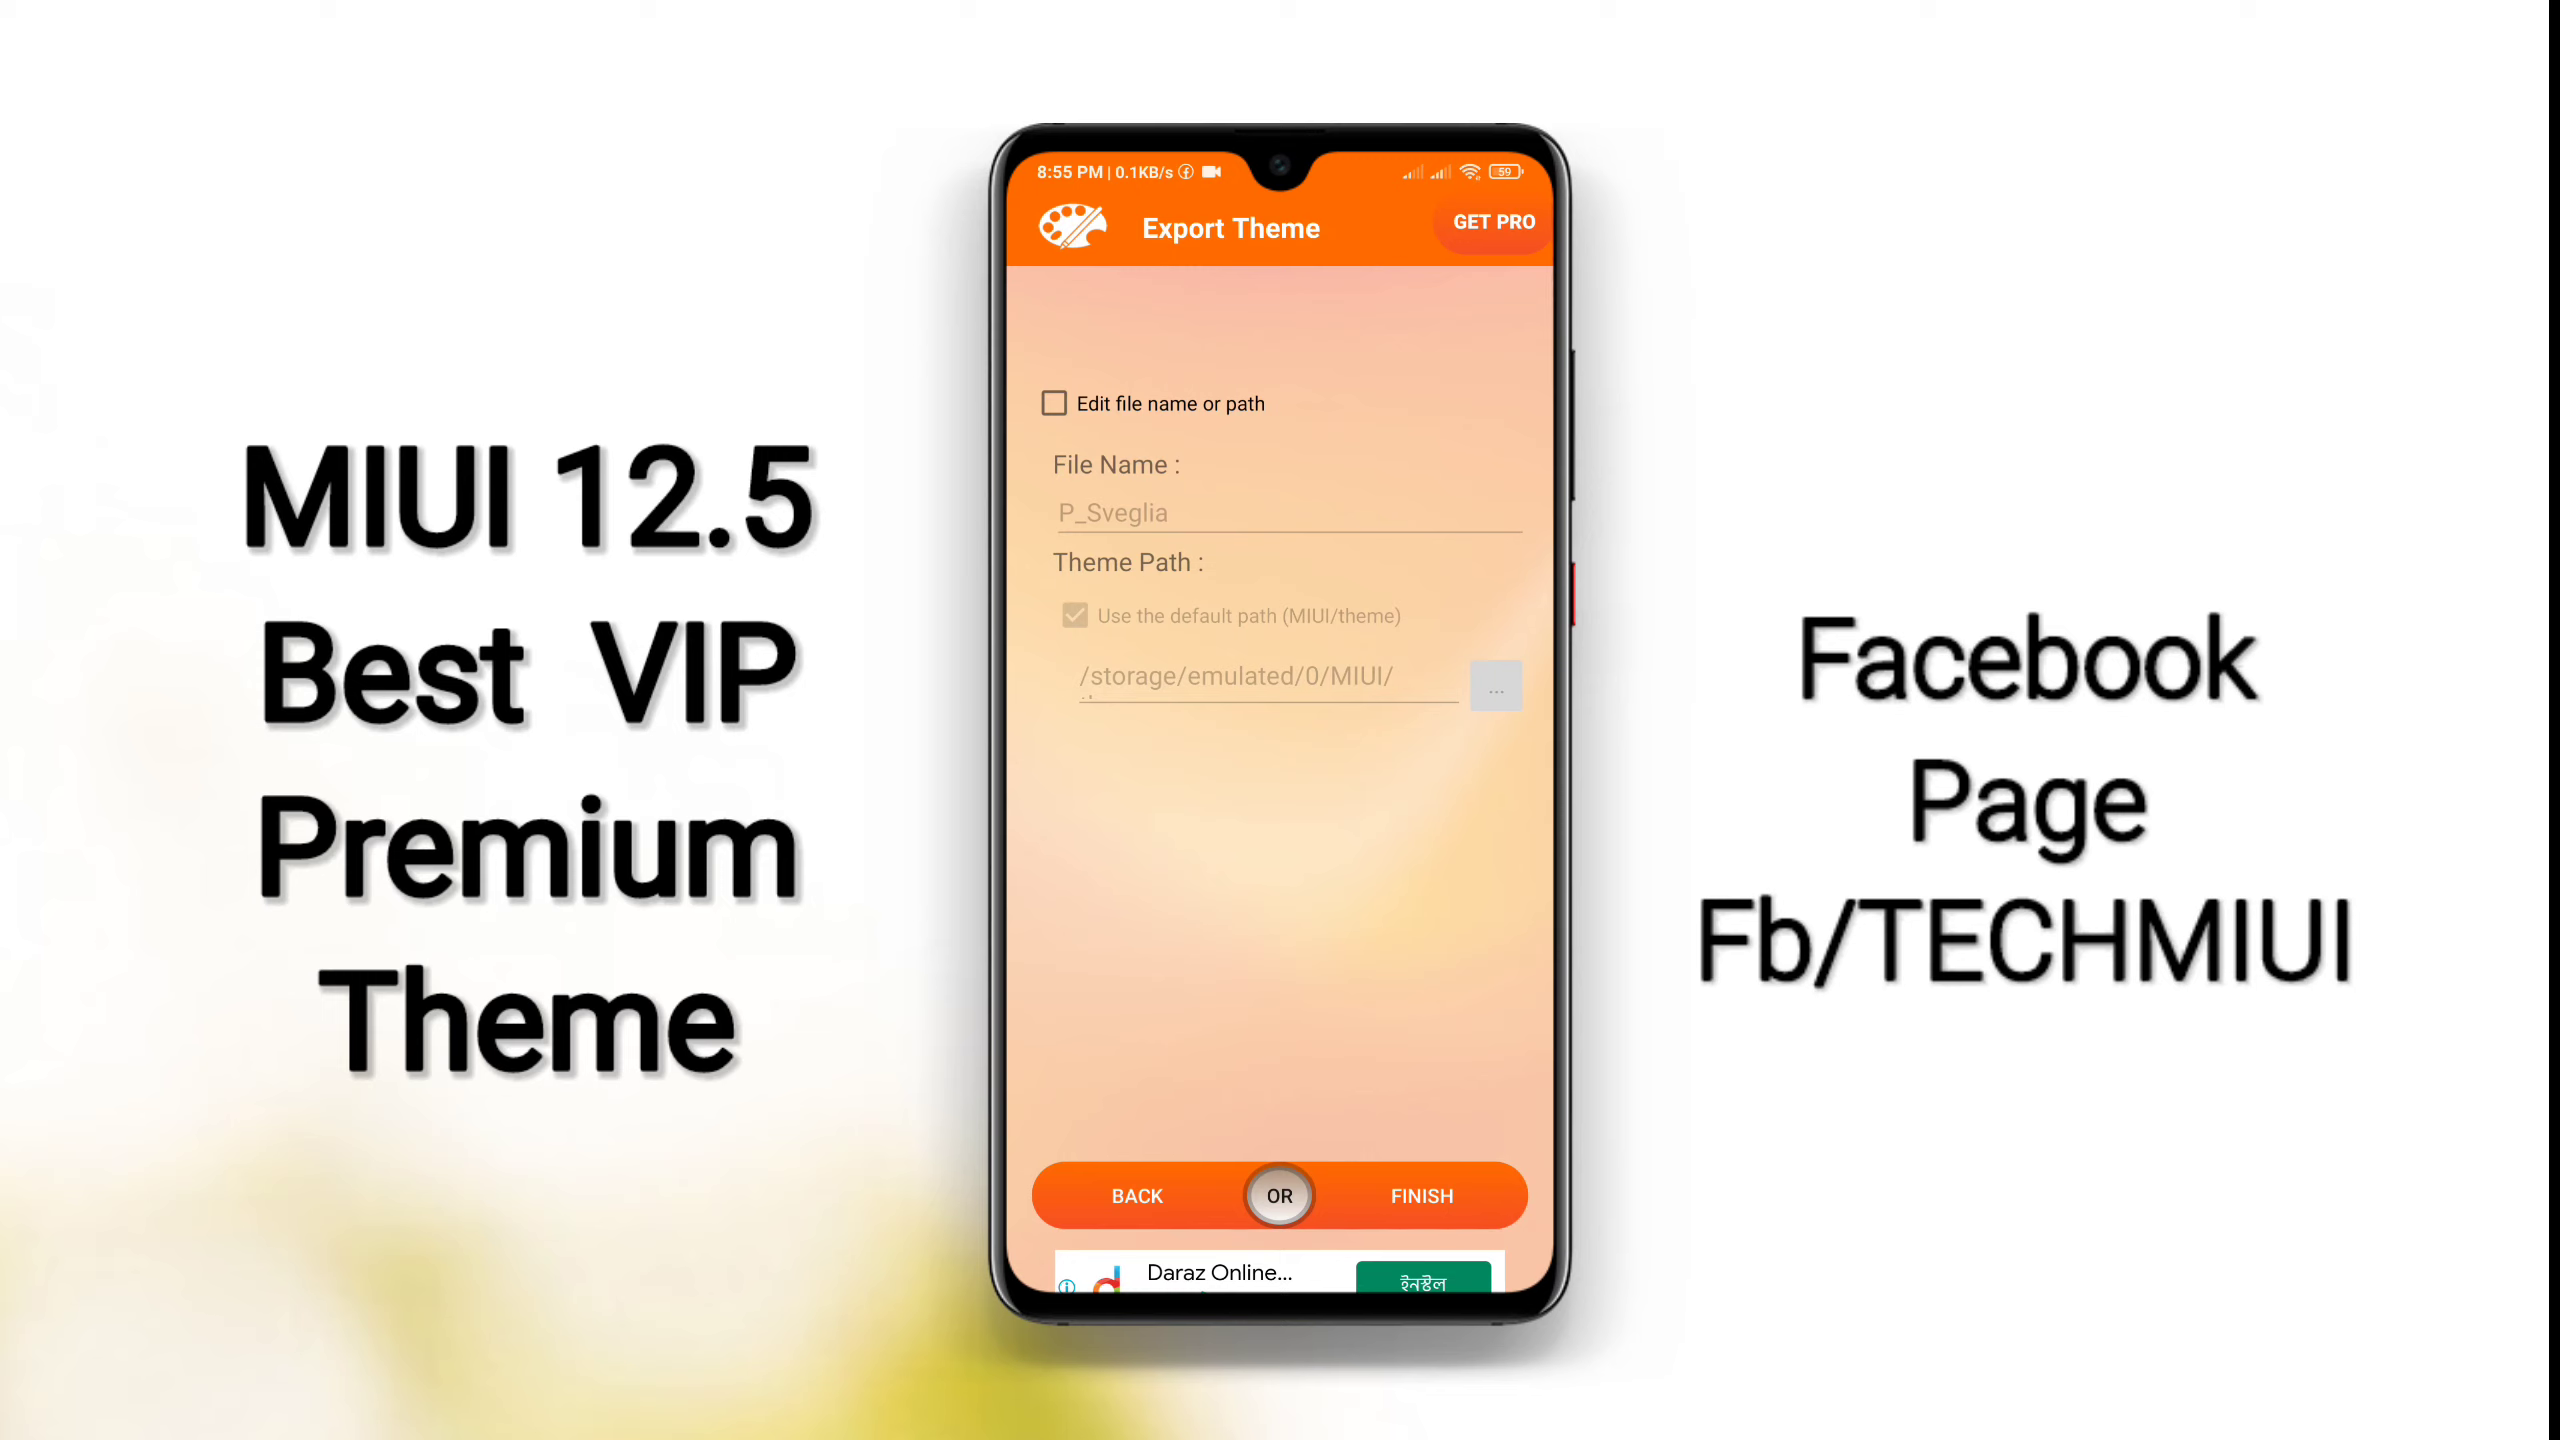 MIUI 12.5
Best VIP
Premium
Theme
8:55 PM | 0.1KB/s
59
Export Theme
GET PRO
Edit file name or path
File Name :
P_Sveglia
Theme Path :
Use the default path (MIUI/theme)
/storage/emulated/0/MIUI/
...
BACK
OR
FINISH
Daraz Online...
ইনস্টল
Facebook
Page
Fb/TECHMIUI